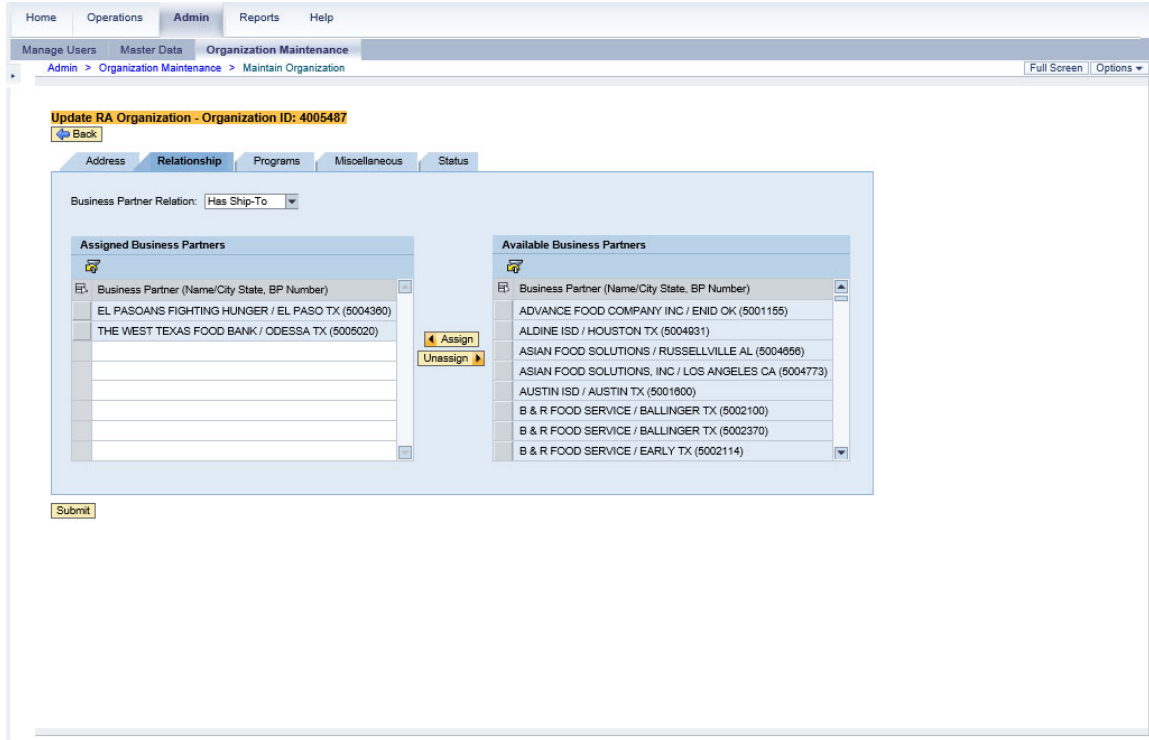 Home Operations Admin Reports Help
Manage Users Master Data Organization Maintenance
Admin > Organization Maintenance > Maintain Organization Full Screen Options
Update RA Organization - Organization ID: 4005487
Back
Address Relationship Programs Miscellaneous Status
Business Partner Relation: Has Ship-To
Assigned Business Partners
Business Partner (Name/City State, BP Number)
EL PASOANS FIGHTING HUNGER / EL PASO TX (5004360)
THE WEST TEXAS FOOD BANK / ODESSA TX (5005020)
Assign
Unassign
Available Business Partners
Business Partner (Name/City State, BP Number)
ADVANCE FOOD COMPANY INC / ENID OK (5001155)
ALDINE ISD / HOUSTON TX (5004931)
ASIAN FOOD SOLUTIONS / RUSSELLVILLE AL (5004656)
ASIAN FOOD SOLUTIONS, INC / LOS ANGELES CA (5004773)
AUSTIN ISD / AUSTIN TX (5001600)
B & R FOOD SERVICE / BALLINGER TX (5002100)
B & R FOOD SERVICE / BALLINGER TX (5002370)
B & R FOOD SERVICE / EARLY TX (5002114)
Submit